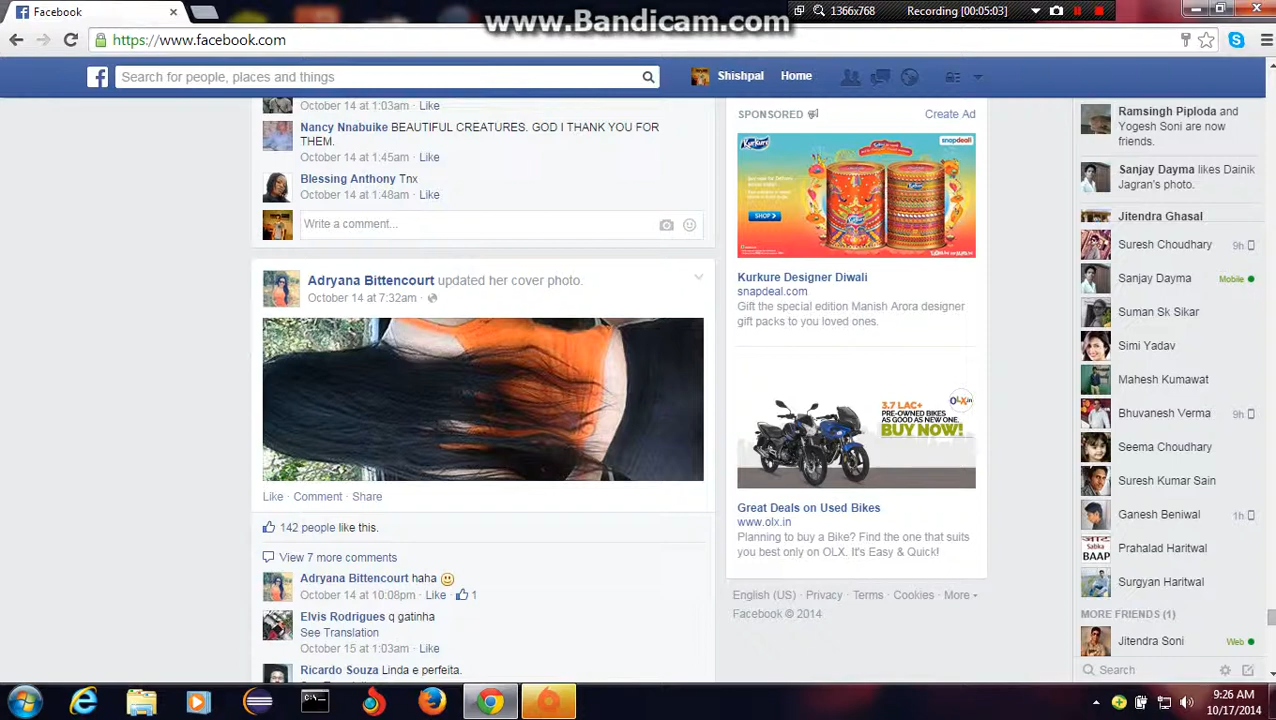 www.Bandicam.com
1366x768
Recording [00:05:03]
Facebook
https://www.facebook.com
Search for people, places and things
Shishpal
Home
October 14 at 1:03am · Like
Nancy Nnabuike BEAUTIFUL CREATURES. GOD I THANK YOU FOR
THEM.
October 14 at 1:45am · Like
Blessing Anthony Tnx
October 14 at 1:48am · Like
Write a comment...
Adryana Bittencourt updated her cover photo.
October 14 at 7:32am ·
Like · Comment · Share
142 people like this.
View 7 more comments
Adryana Bittencourt haha
October 14 at 10:08pm · Like · 1
Elvis Rodrigues q gatinha
See Translation
October 15 at 1:03am · Like
Ricardo Souza Linda e perfeita.
SPONSORED
Create Ad
KurKure
snapdeal
SHOP >
Kurkure Designer Diwali
snapdeal.com
Gift the special edition Manish Arora designer
gift packs to you loved ones.
3.7 LAC+
PRE-OWNED BIKES
AS GOOD AS NEW ONE.
BUY NOW!
OLX.in
Great Deals on Used Bikes
www.olx.in
Planning to buy a Bike? Find the one that suits
you best only on OLX. It's Easy & Quick!
English (US) · Privacy · Terms · Cookies · More
Facebook © 2014
Ramsingh Piploda and
Yogesh Soni are now
friends.
Sanjay Dayma likes Dainik
Jagran's photo.
Jitendra Ghasal
Suresh Choudhary 9h
Sanjay Dayma Mobile
Suman Sk Sikar
Simi Yadav
Mahesh Kumawat
Bhuvanesh Verma 9h
Seema Choudhary
Suresh Kumar Sain
Ganesh Beniwal 1h
Sabka
BAAP
Prahalad Haritwal
Surgyan Haritwal
MORE FRIENDS (1)
Jitendra Soni Web
Search
9:26 AM
10/17/2014